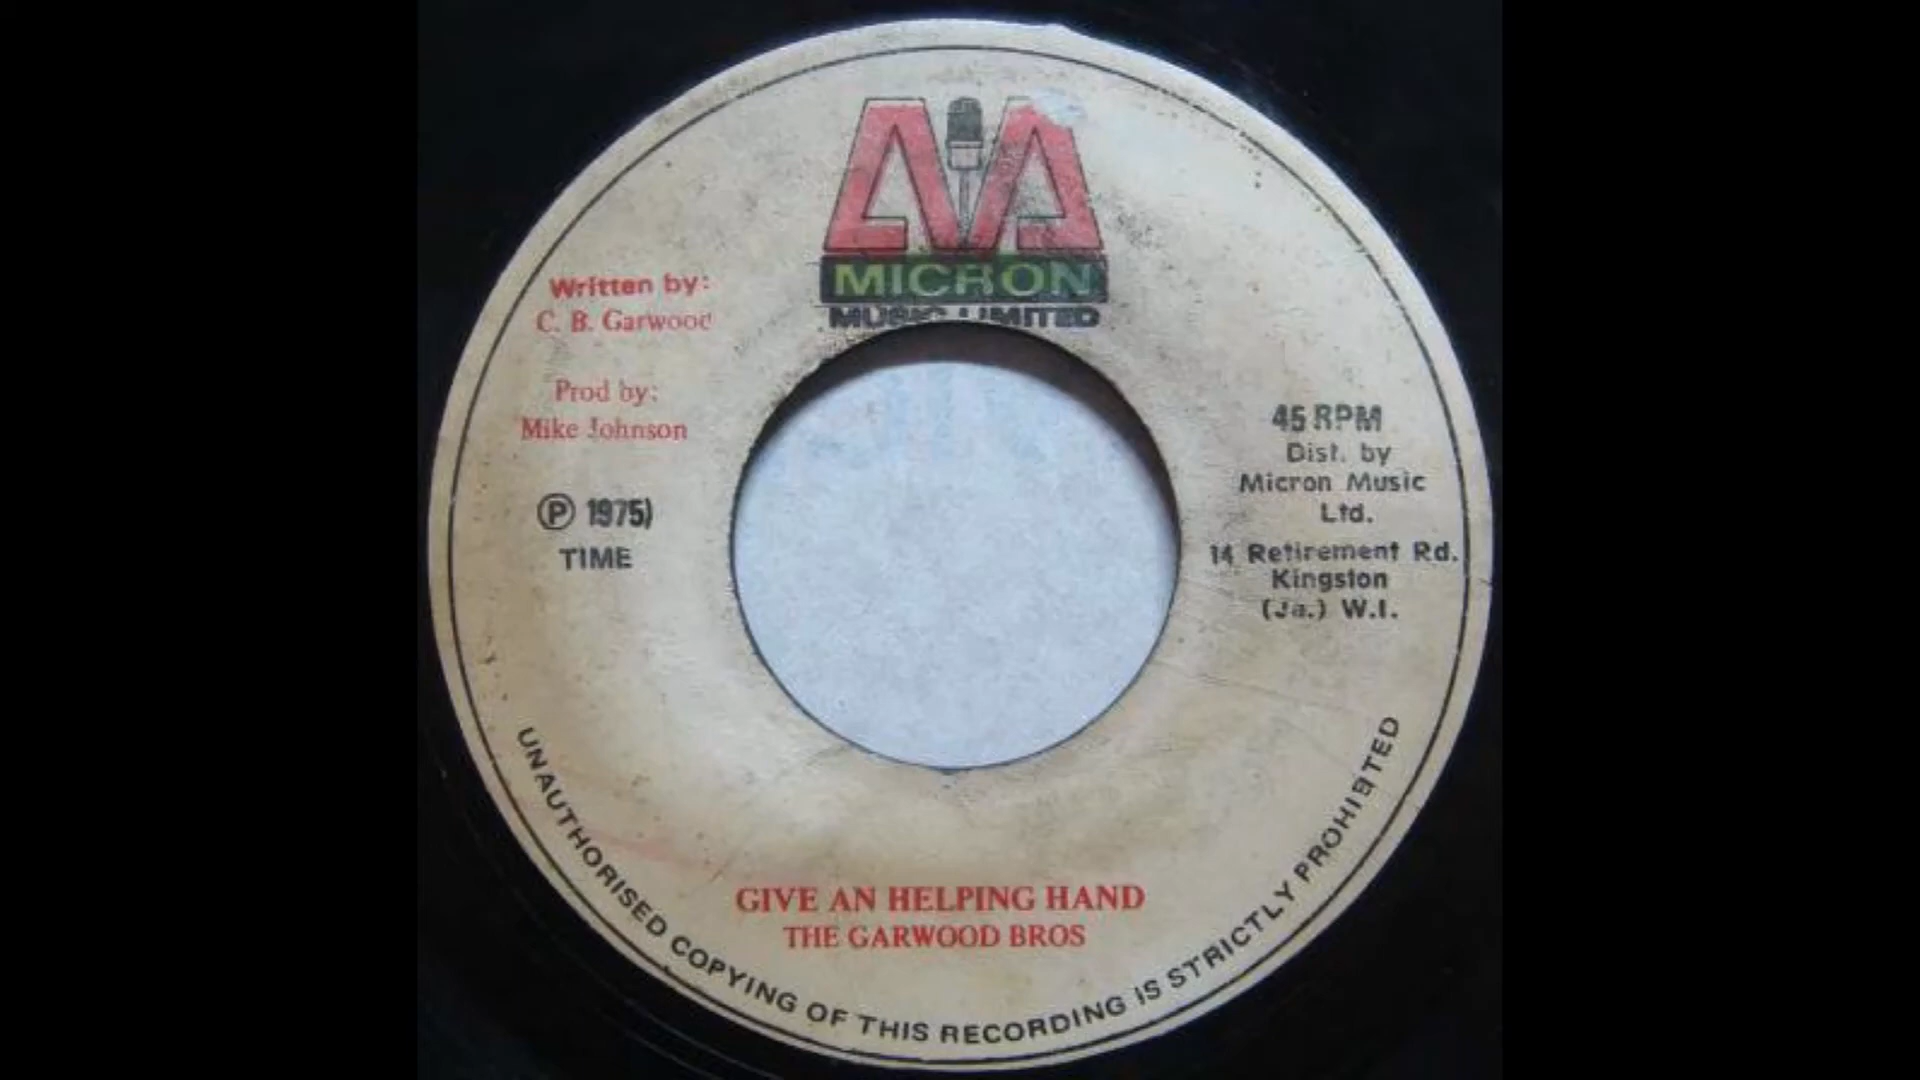 MICRON
MUSIC LIMITED
Written by:
C. B. Garwood
Prod by:
Mike Johnson
Ⓟ 1975)
TIME
45 RPM
Dist. by
Micron Music
Ltd.
14 Retirement Rd.
Kingston
(Ja.) W.I.
GIVE AN HELPING HAND
THE GARWOOD BROS
UNAUTHORISED COPYING OF THIS RECORDING IS STRICTLY PROHIBITED